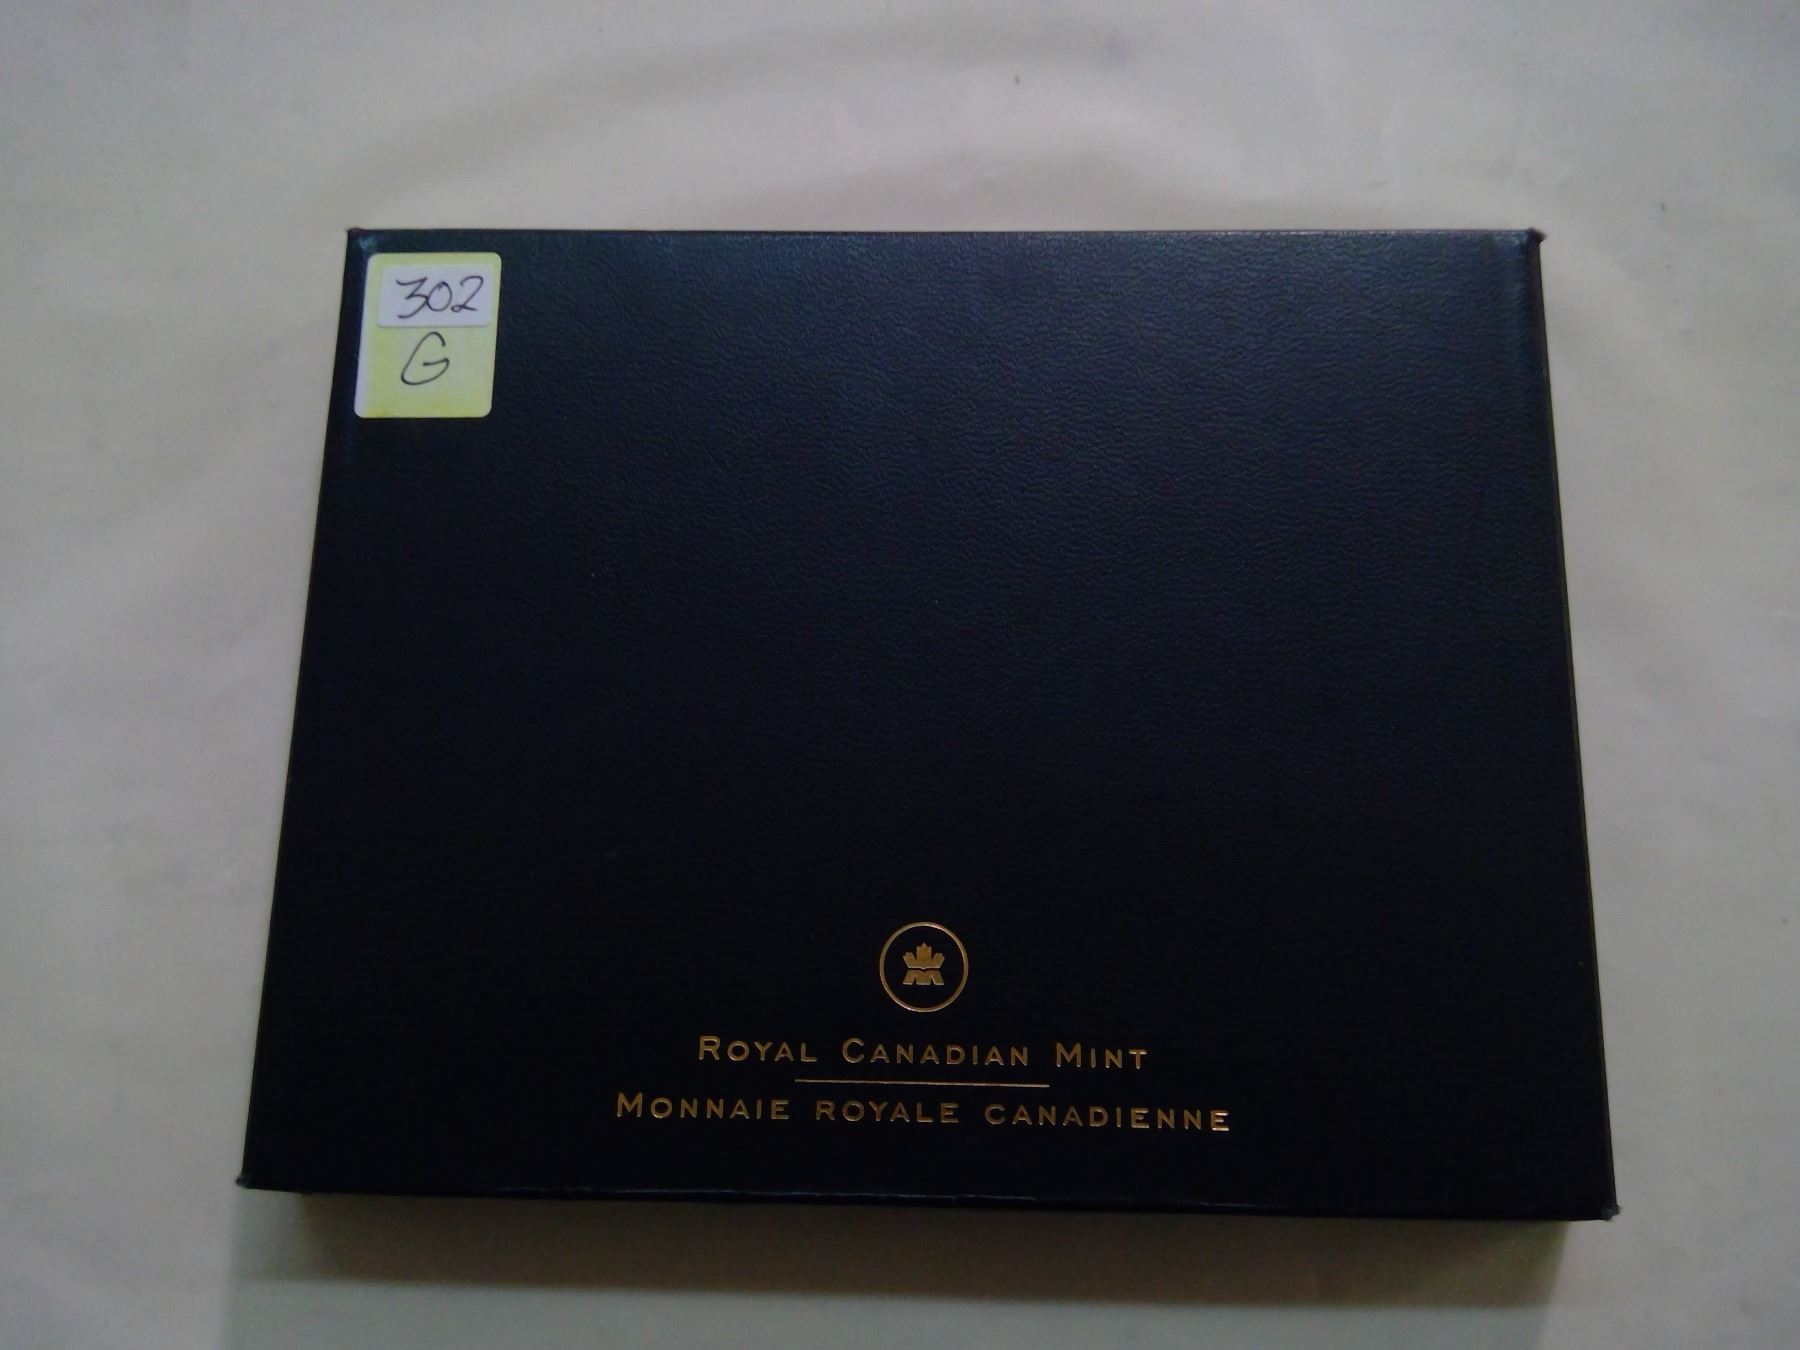 302
G
ROYAL CANADIAN MINT
MONNAIE ROYALE CANADIENNE